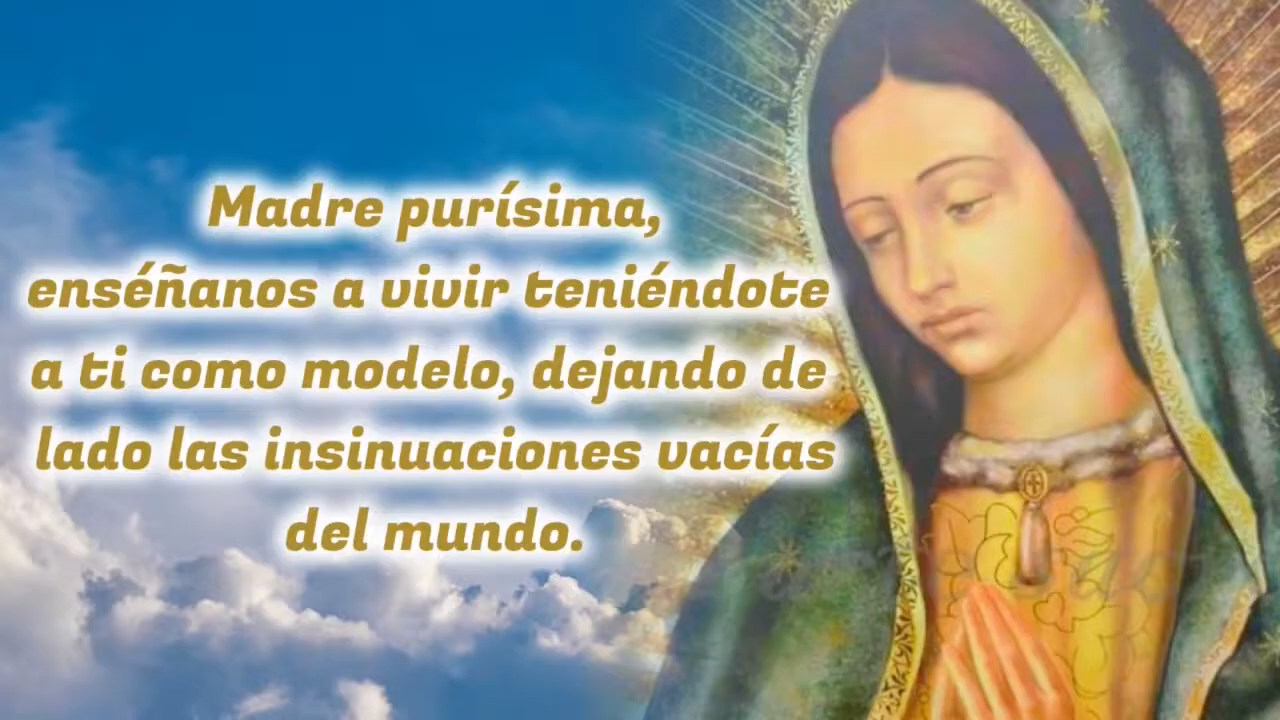 Madre purísima,
enséñanos a vivir teniéndote
a ti como modelo, dejando de
lado las insinuaciones vacías
del mundo.